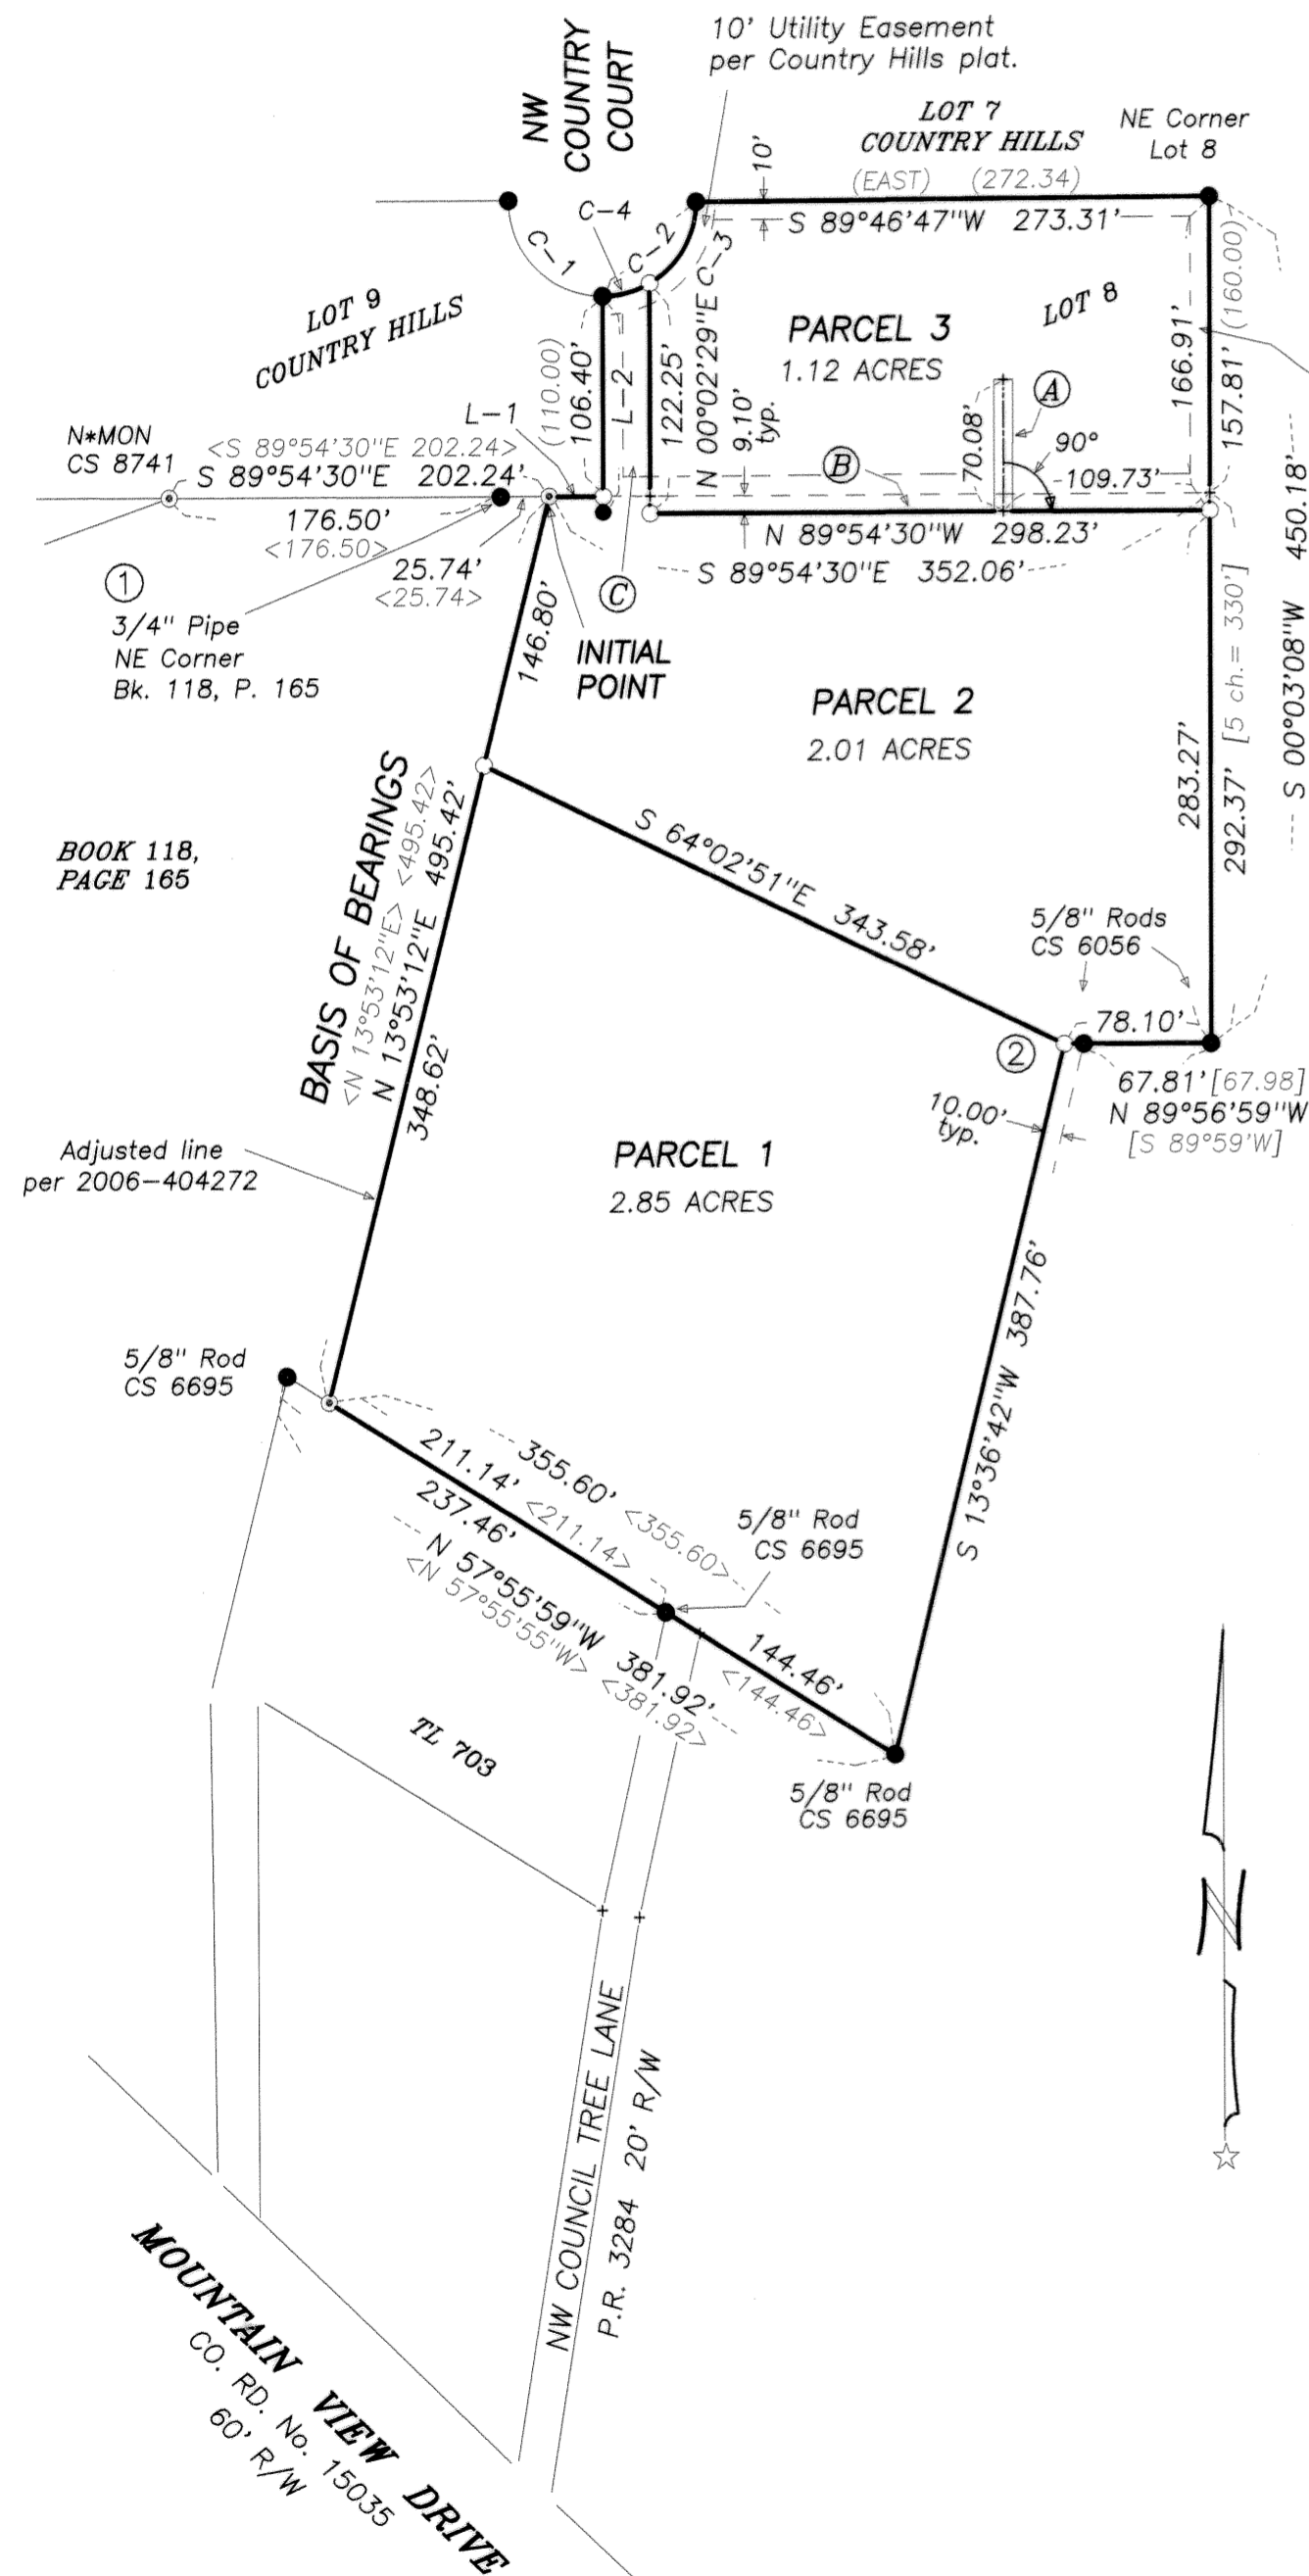 10' Utility Easement
per Country Hills plat.
NW
COUNTRY
COURT
LOT 7
COUNTRY HILLS
NE Corner
Lot 8
10'
(EAST) (272.34)
S 89°46'47"W 273.31'
C-4
C-1
C-2
C-3
LOT 9
COUNTRY HILLS
PARCEL 3
1.12 ACRES
LOT 8
166.91'
(160.00)
157.81'
(110.00)
106.40'
L-2
122.25'
N 00°02'29"E
9.10'
typ.
70.08'
A
90°
109.73'
L-1
N*MON
CS 8741
<S 89°54'30"E 202.24>
S 89°54'30"E 202.24'
176.50'
<176.50>
25.74'
<25.74>
B
N 89°54'30"W 298.23'
S 89°54'30"E 352.06'
C
1
3/4" Pipe
NE Corner
Bk. 118, P. 165
146.80'
INITIAL
POINT
PARCEL 2
2.01 ACRES
283.27'
292.37' [5 ch.= 330']
S 00°03'08"W 450.18'
BOOK 118,
PAGE 165
BASIS OF BEARINGS
<N 13°53'12"E> <495.42>
N 13°53'12"E 495.42'
348.62'
S 64°02'51"E 343.58'
5/8" Rods
CS 6056
78.10'
2
67.81' [67.98]
N 89°56'59"W
[S 89°59'W]
10.00'
typ.
Adjusted line
per 2006-404272
PARCEL 1
2.85 ACRES
S 13°36'42"W 387.76'
5/8" Rod
CS 6695
355.60' <355.60>
211.14' <211.14>
237.46'
N 57°55'59"W 381.92'
<N 57°55'55"W> <381.92>
5/8" Rod
CS 6695
144.46'
<144.46>
5/8" Rod
CS 6695
TL 703
N
NW COUNCIL TREE LANE
P.R. 3284 20' R/W
MOUNTAIN VIEW DRIVE
CO. RD. No. 15035
60' R/W